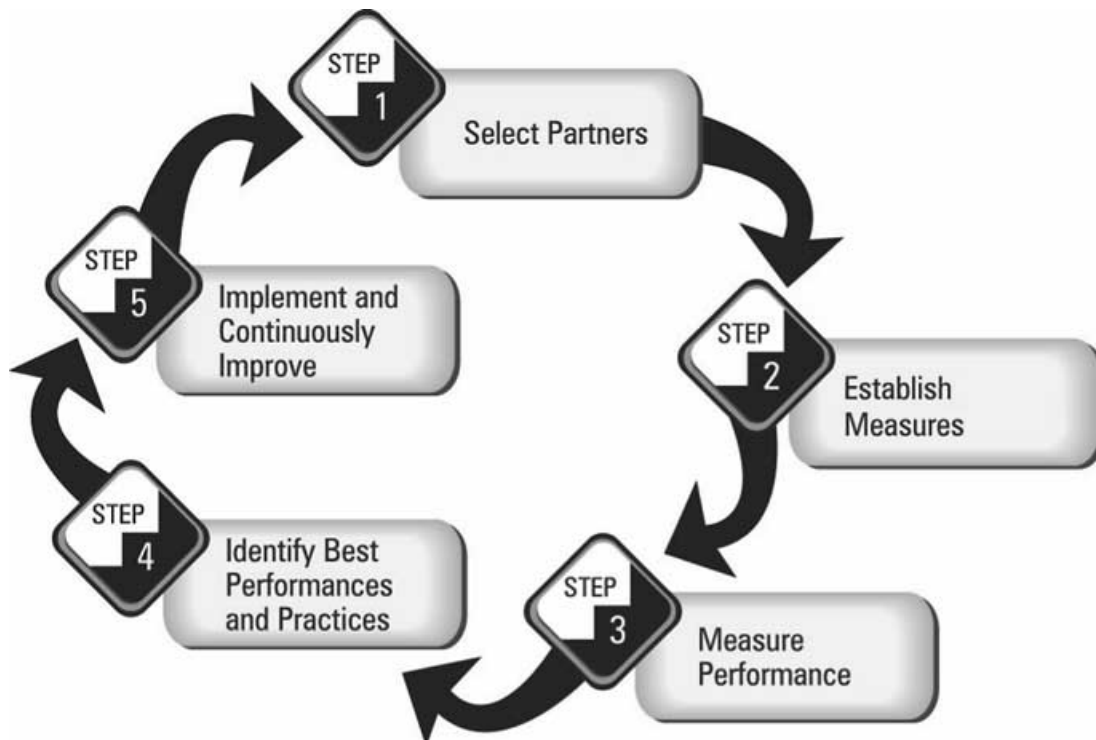 STEP
1
Select Partners
STEP
2
Establish
Measures
STEP
3
Measure
Performance
STEP
4
Identify Best
Performances
and Practices
STEP
5
Implement and
Continuously
Improve